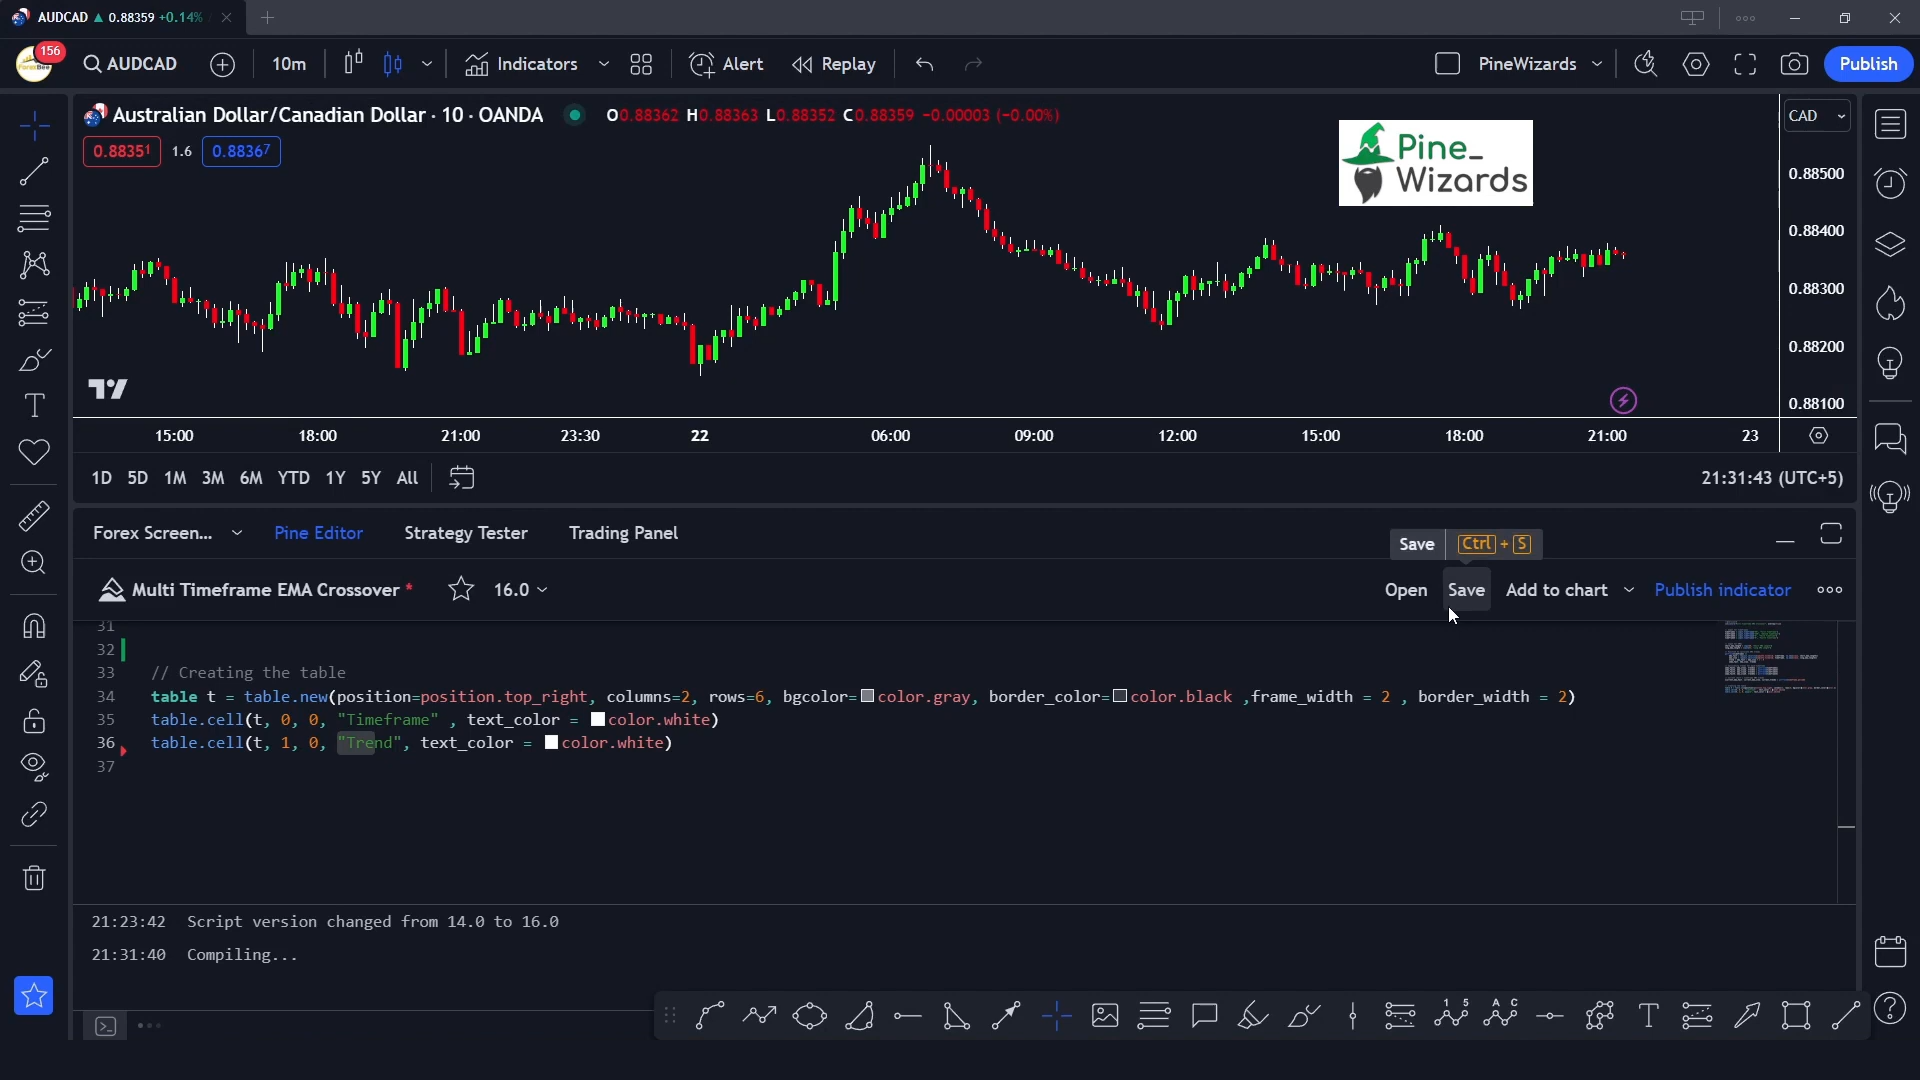 AUDCAD ▲ 0.88359 +0.14% /
156
AUDCAD
10m
Indicators
Alert
Replay
PineWizards
Publish
Australian Dollar/Canadian Dollar · 10 · OANDA
O0.88362 H0.88363 L0.88352 C0.88359 −0.00003 (−0.00%)
CAD
0.88351
1.6
0.88367
Pine_
Wizards
0.88500
0.88400
0.88300
0.88200
0.88100
15:00 18:00 21:00 23:30 22 06:00 09:00 12:00 15:00 18:00 21:00 23
1D 5D 1M 3M 6M YTD 1Y 5Y All
21:31:43 (UTC+5)
Forex Screen...
Pine Editor
Strategy Tester
Trading Panel
Save Ctrl + S
Multi Timeframe EMA Crossover *
16.0
Open
Save
Add to chart
Publish indicator
31
32
33 // Creating the table
34 table t = table.new(position=position.top_right, columns=2, rows=6, bgcolor=color.gray, border_color=color.black ,frame_width = 2 , border_width = 2)
35 table.cell(t, 0, 0, "Timeframe" , text_color = color.white)
36 table.cell(t, 1, 0, "Trend", text_color = color.white)
37
21:23:42 Script version changed from 14.0 to 16.0
21:31:40 Compiling...